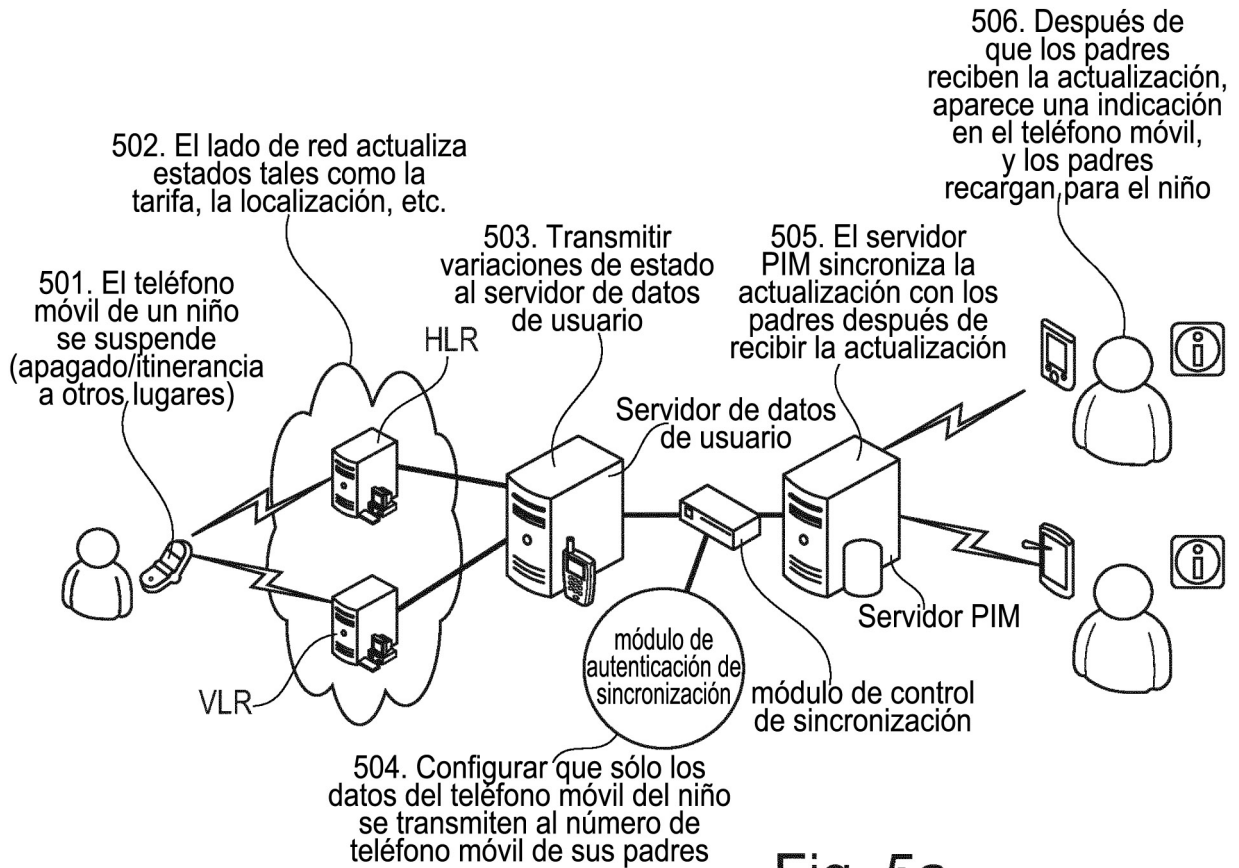 506. Después de
que los padres
reciben la actualización,
aparece una indicación
en el teléfono móvil,
y los padres
recargan para el niño
502. El lado de red actualiza
estados tales como la
tarifa, la localización, etc.
503. Transmitir
variaciones de estado
al servidor de datos
de usuario
505. El servidor
PIM sincroniza la
actualización con los
padres después de
recibir la actualización
501. El teléfono
móvil de un niño
se suspende
(apagado/itinerancia
a otros lugares)
HLR
Servidor de datos
de usuario
Servidor PIM
módulo de
autenticación de
sincronización
módulo de control
de sincronización
VLR
504. Configurar que sólo los
datos del teléfono móvil del niño
se transmiten al número de
teléfono móvil de sus padres